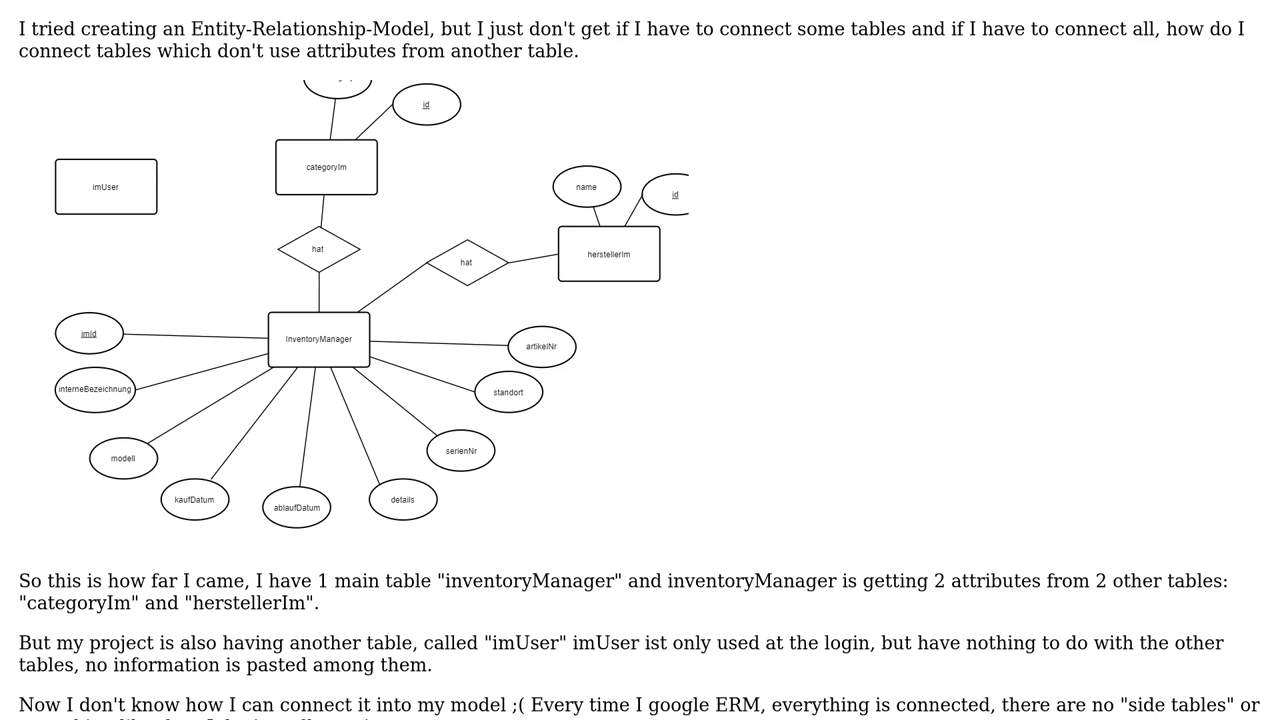 I tried creating an Entity-Relationship-Model, but I just don't get if I have to connect some tables and if I have to connect all, how do I
connect tables which don't use attributes from another table.
id
categoryIm
imUser
name
id
hat
herstellerIm
hat
imId
InventoryManager
artikelNr
interneBezeichnung
standort
modell
serienNr
kaufDatum
ablaufDatum
details
So this is how far I came, I have 1 main table "inventoryManager" and inventoryManager is getting 2 attributes from 2 other tables:
"categoryIm" and "herstellerIm".
But my project is also having another table, called "imUser" imUser ist only used at the login, but have nothing to do with the other
tables, no information is pasted among them.
Now I don't know how I can connect it into my model ;( Every time I google ERM, everything is connected, there are no "side tables" or